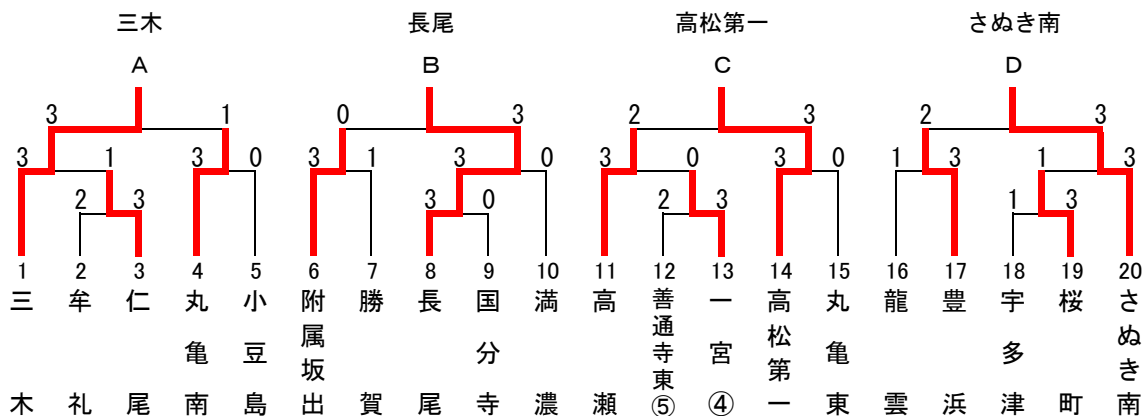 三木 長尾 高松第一 さぬき南
A B C D
3 1 0 3 2 3 2 3
3 1 3 0 3 1 3 0 3 0 3 0 1 3 1 3
2 3 3 0 2 3 1 3
1 2 3 4 5 6 7 8 9 10 11 12 13 14 15 16 17 18 19 20
三木
牟礼
仁尾
丸亀南
小豆島
附属坂出
勝賀
長尾
国分寺
満濃
高瀬
善通寺東⑤
一宮④
高松第一
丸亀東
龍雲
豊浜
宇多津
桜町
さぬき南